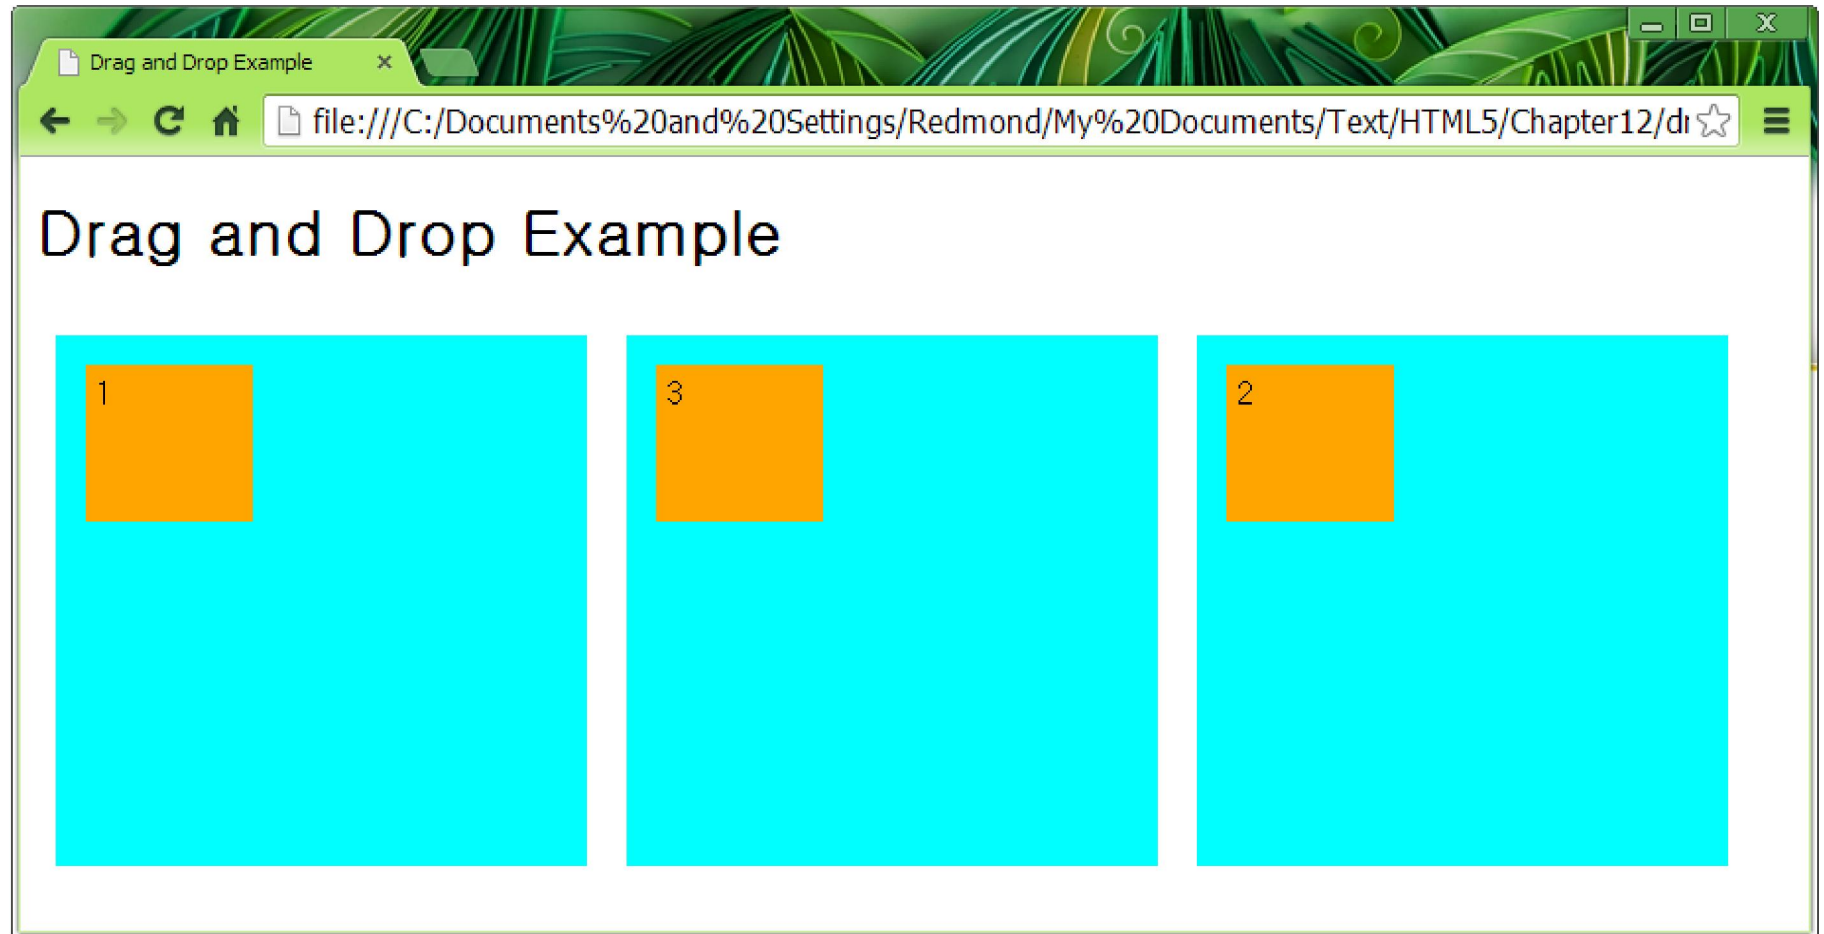 Drag and Drop Example
file:///C:/Documents%20and%20Settings/Redmond/My%20Documents/Text/HTML5/Chapter12/dr
Drag and Drop Example
1
3
2